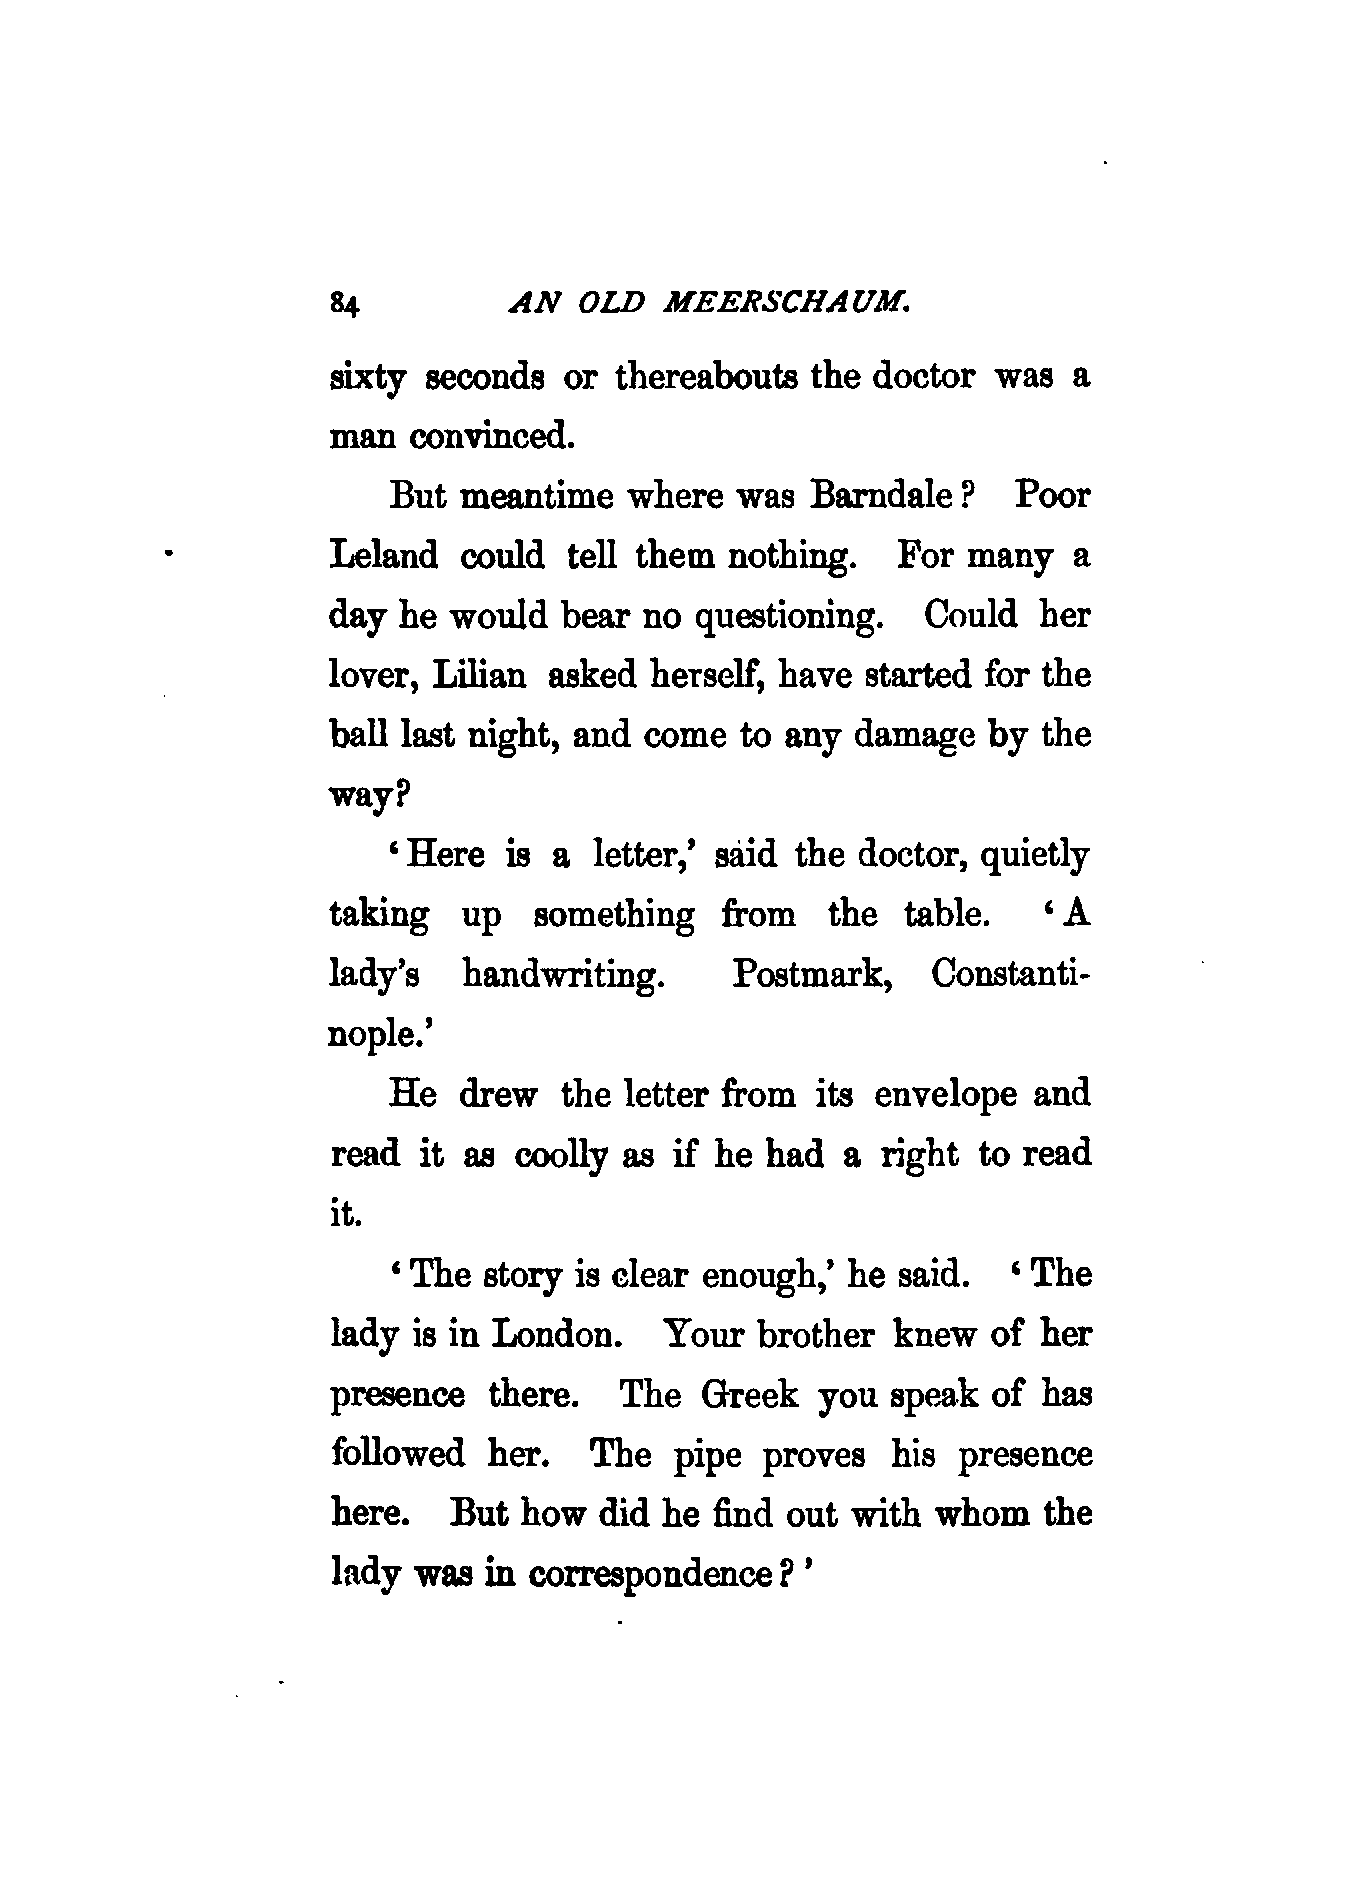 84 AN OLD MEERSCHAUM.
sixty seconds or thereabouts the doctor was a
man convinced.
But meantime where was Barndale? Poor
Leland could tell them nothing. For many a
day he would bear no questioning. Could her
lover, Lilian asked herself, have started for the
ball last night, and come to any damage by the
way?
‘Here is a letter,’ said the doctor, quietly
taking up something from the table. ‘A
lady’s handwriting. Postmark, Constanti-
nople.’
He drew the letter from its envelope and
read it as coolly as if he had a right to read
it.
‘The story is clear enough,’ he said. ‘The
lady is in London. Your brother knew of her
presence there. The Greek you speak of has
followed her. The pipe proves his presence
here. But how did he find out with whom the
lady was in correspondence?’